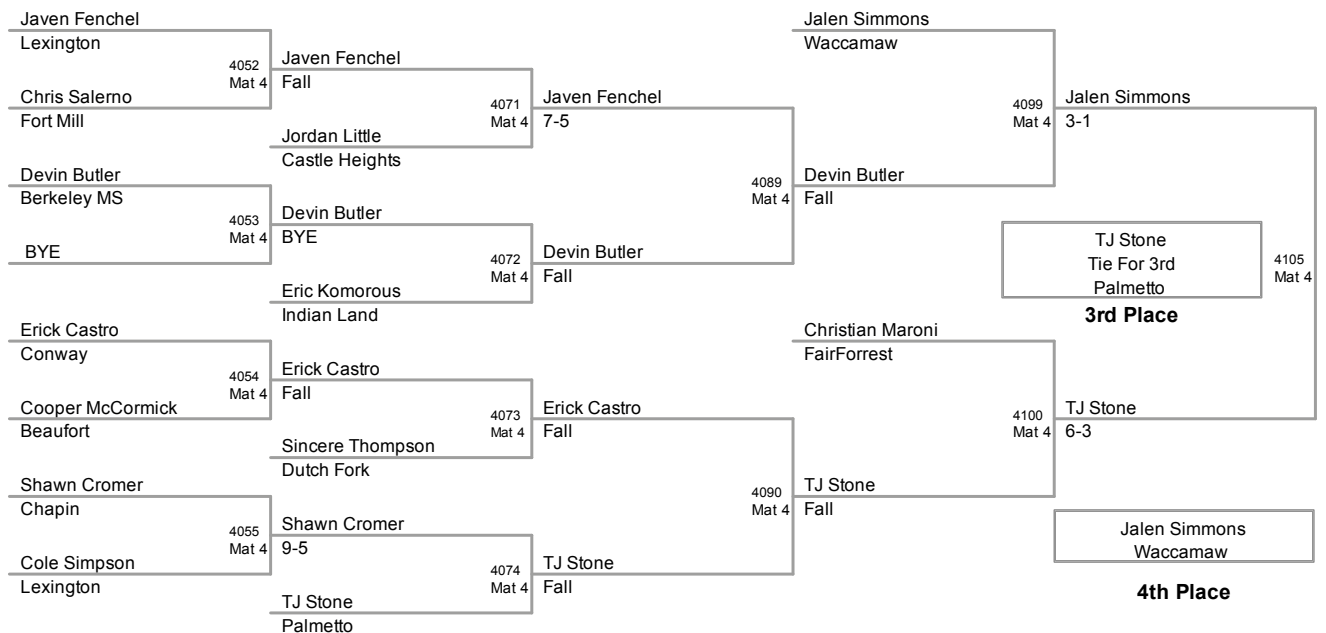 Javen Fenchel
Lexington
4052
Mat 4
Chris Salerno
Fort Mill
Devin Butler
Berkeley MS
4053
Mat 4
BYE
Erick Castro
Conway
4054
Mat 4
Cooper McCormick
Beaufort
Shawn Cromer
Chapin
4055
Mat 4
Cole Simpson
Lexington
Javen Fenchel
Fall
4071
Mat 4
Jordan Little
Castle Heights
Devin Butler
BYE
4072
Mat 4
Eric Komorous
Indian Land
Erick Castro
Fall
4073
Mat 4
Sincere Thompson
Dutch Fork
Shawn Cromer
9-5
4074
Mat 4
TJ Stone
Palmetto
Javen Fenchel
7-5
4089
Mat 4
Devin Butler
Fall
Erick Castro
Fall
4090
Mat 4
TJ Stone
Fall
Jalen Simmons
Waccamaw
4099
Mat 4
Devin Butler
Fall
Christian Maroni
FairForrest
4100
Mat 4
TJ Stone
Fall
Jalen Simmons
3-1
4105
Mat 4
TJ Stone
6-3
TJ Stone
Tie For 3rd
Palmetto
3rd Place
Jalen Simmons
Waccamaw
4th Place